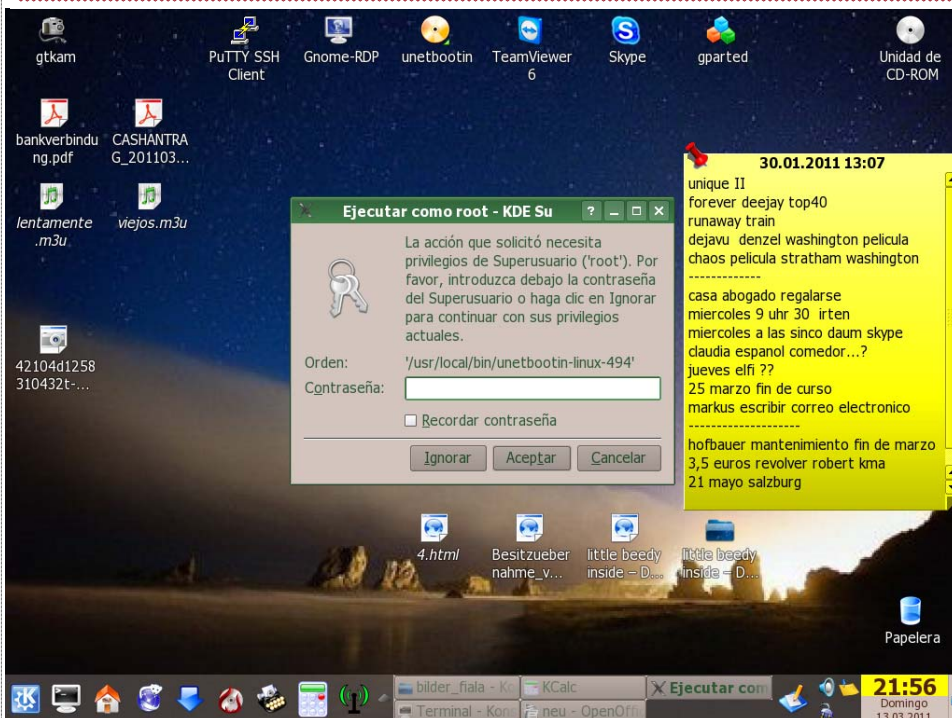 gtkam
PuTTY SSH
Client
Gnome-RDP
unetbootin
TeamViewer
6
Skype
gparted
Unidad de
CD-ROM
bankverbindu
ng.pdf
CASHANTRA
G_201103...
lentamente
.m3u
viejos.m3u
42104d1258
310432t-...
Ejecutar como root - KDE Su
La acción que solicitó necesita
privilegios de Superusuario ('root'). Por
favor, introduzca debajo la contraseña
del Superusuario o haga clic en Ignorar
para continuar con sus privilegios
actuales.
Orden: '/usr/local/bin/unetbootin-linux-494'
Contraseña:
Recordar contraseña
Ignorar Aceptar Cancelar
30.01.2011 13:07
unique II
forever deejay top40
runaway train
dejavu denzel washington pelicula
chaos pelicula stratham washington
-------------
casa abogado regalarse
miercoles 9 uhr 30 irten
miercoles a las sinco daum skype
claudia espanol comedor...?
jueves elfi ??
25 marzo fin de curso
markus escribir correo electronico
--------------------
hofbauer mantenimiento fin de marzo
3,5 euros revolver robert kma
21 mayo salzburg
4.html
Besitzueber
nahme_v...
little beedy
inside – D...
little beedy
inside – D...
Papelera
bilder_fiala - Ko
KCalc
Ejecutar com
Terminal - Kons
neu - OpenOffi
21:56
Domingo
13.03.2011